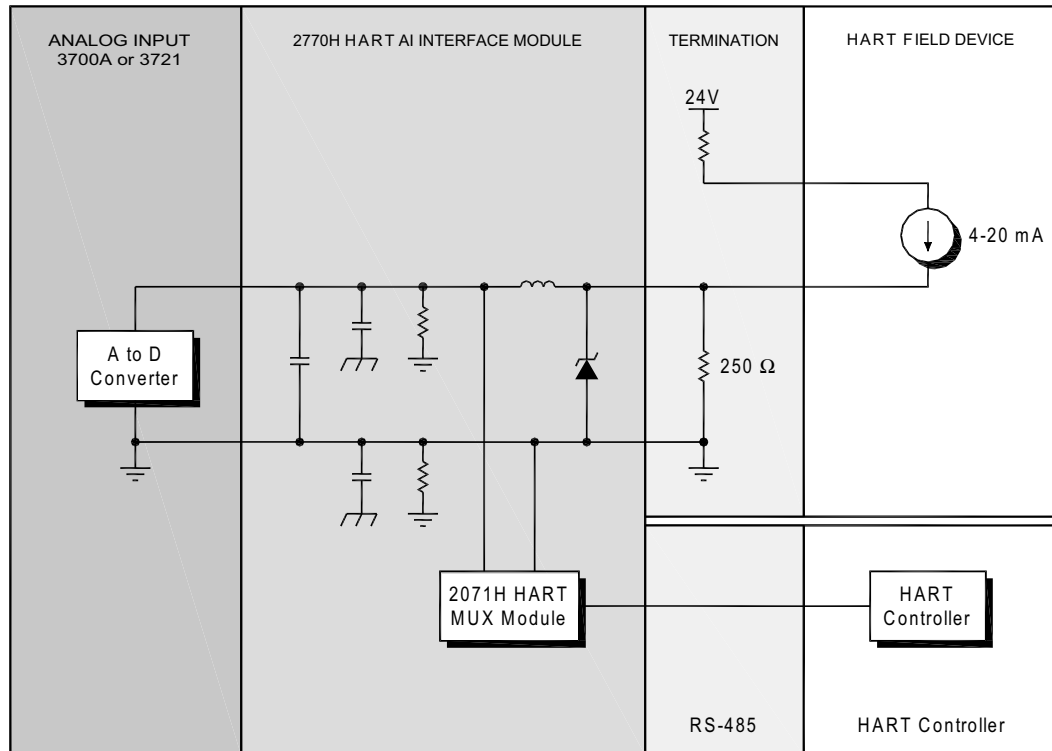 ANALOG INPUT
3700A or 3721
2770H HART AI INTERFACE MODULE
TERMINATION
HART FIELD DEVICE
24V
4-20 mA
A to D
Converter
250 Ω
2071H HART
MUX Module
HART
Controller
RS-485
HART Controller